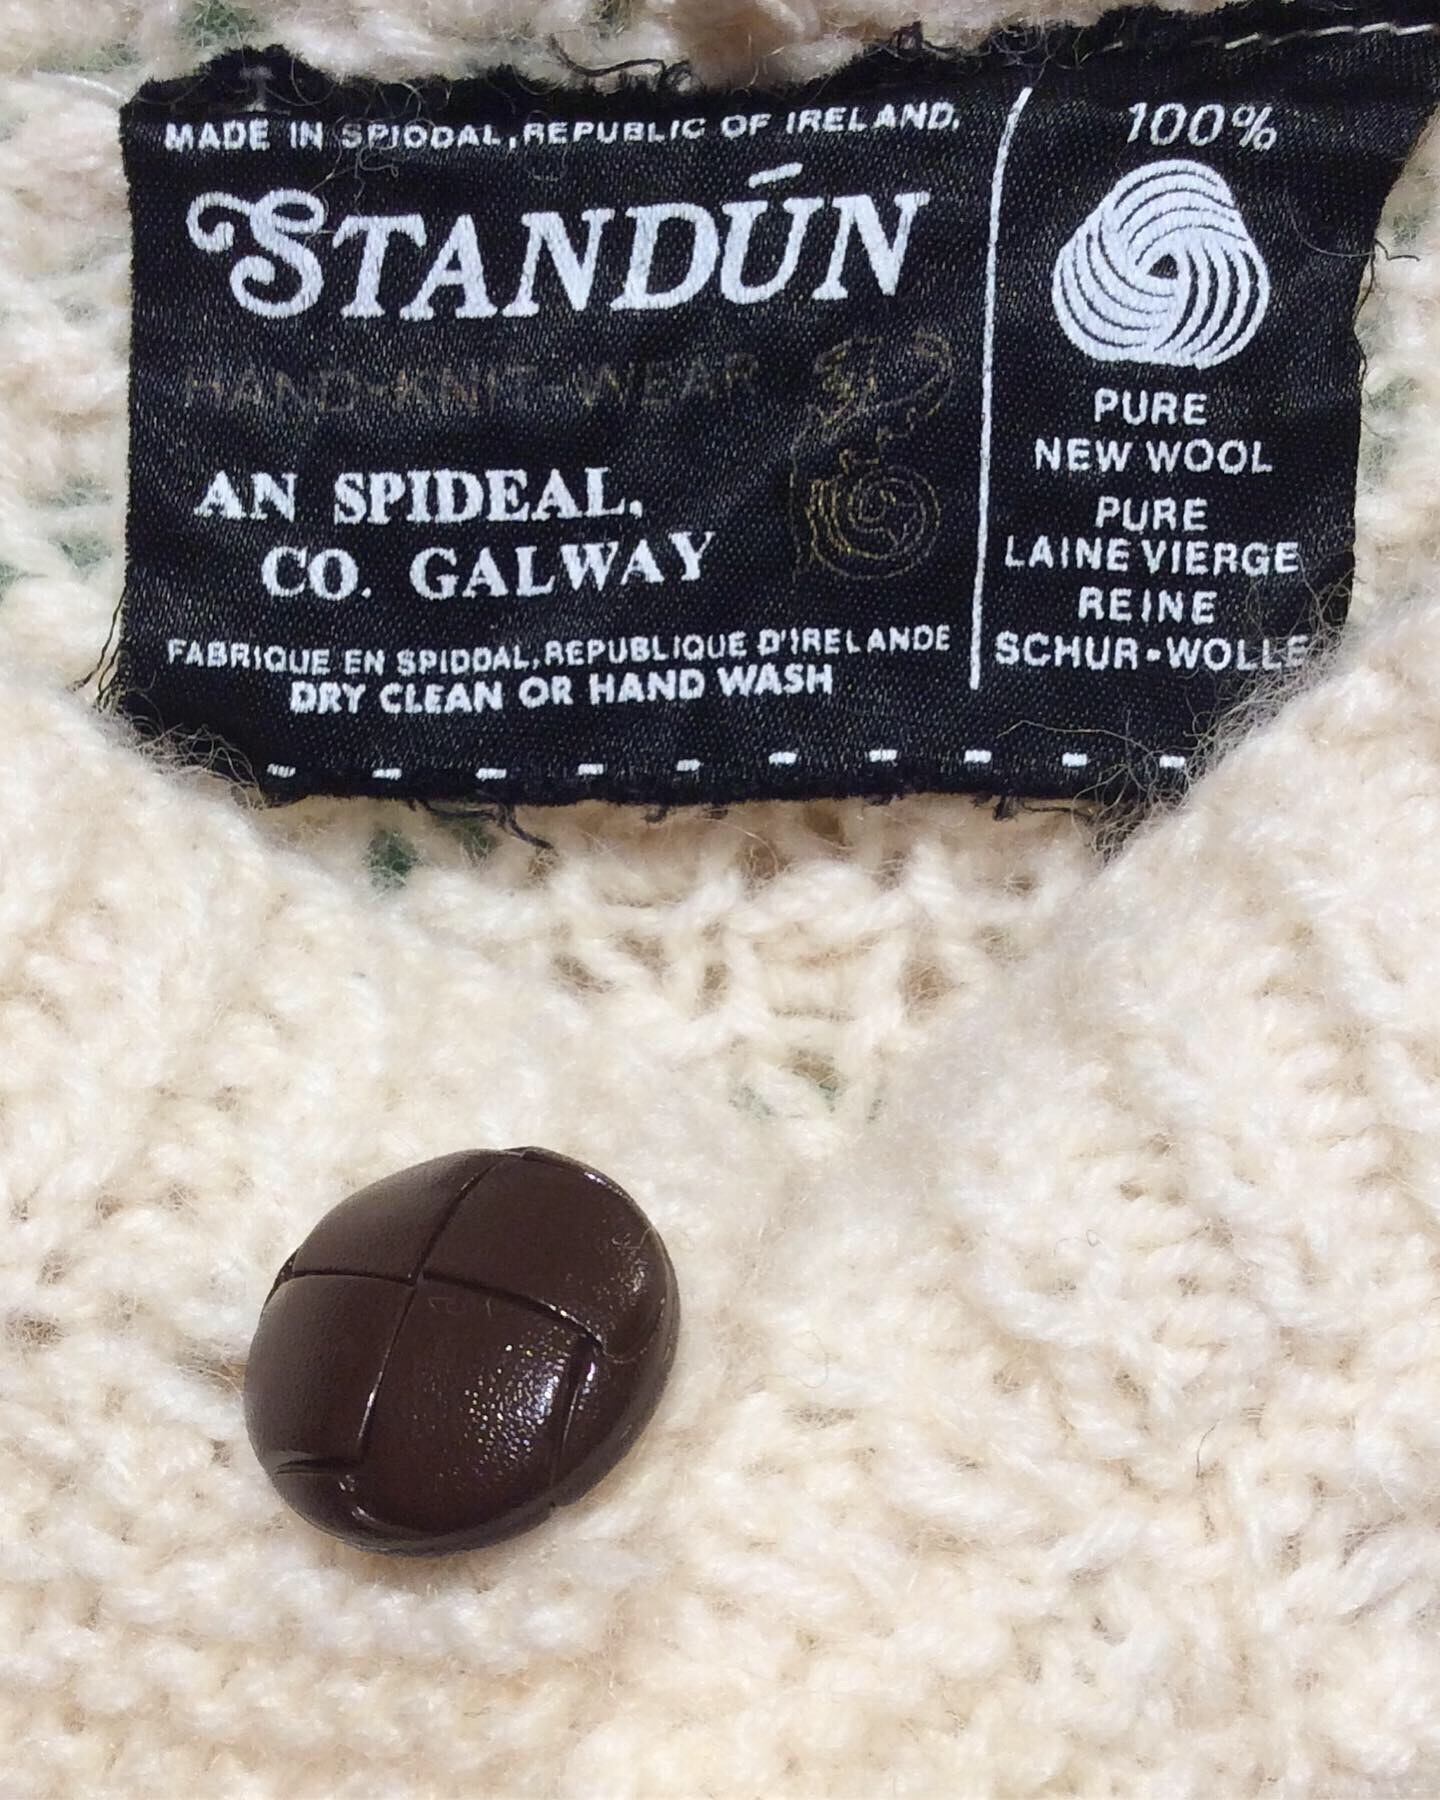 MADE IN SPIODAL, REPUBLIC OF IRELAND.
STANDÚN
HAND-KNIT-WEAR
AN SPIDEAL,
CO. GALWAY
FABRIQUE EN SPIDDAL, REPUBLIQUE D'IRELANDE
DRY CLEAN OR HAND WASH
100%
PURE
NEW WOOL
PURE
LAINE VIERGE
REINE
SCHUR-WOLLE